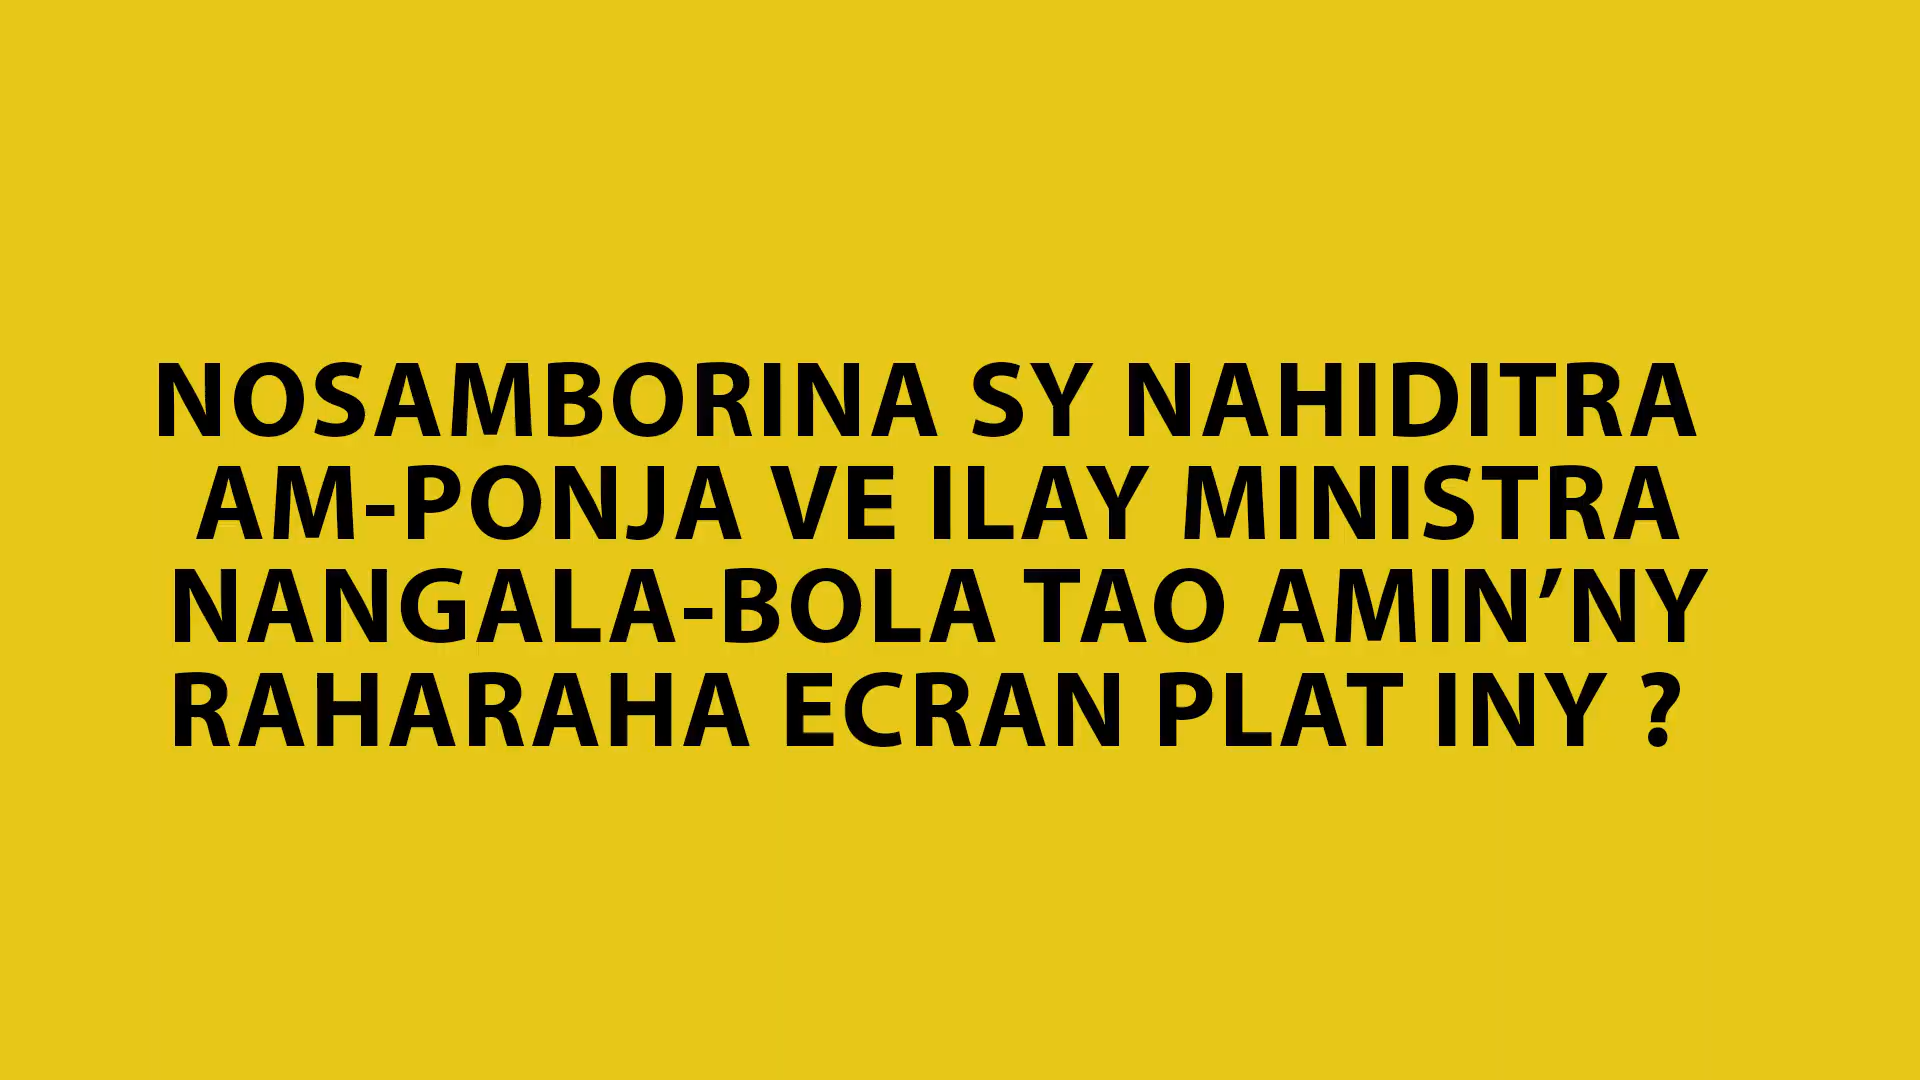 NOSAMBORINA SY NAHIDITRA
AM-PONJA VE ILAY MINISTRA
NANGALA-BOLA TAO AMIN’NY
RAHARAHA ECRAN PLAT INY ?